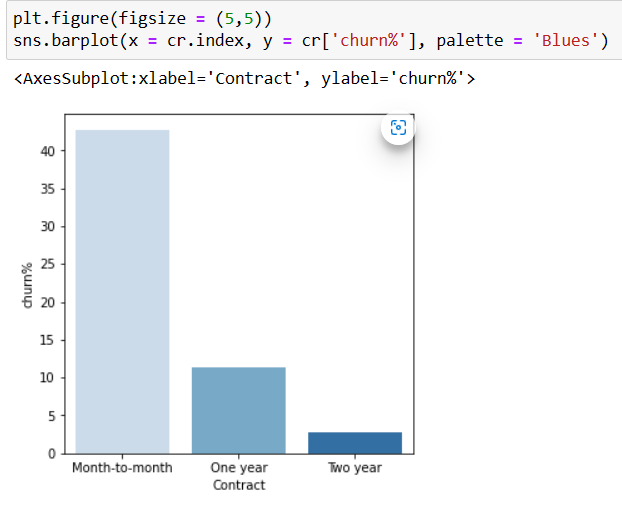 plt.figure(figsize = (5,5))
sns.barplot(x = cr.index, y = cr['churn%'], palette = 'Blues')
<AxesSubplot:xlabel='Contract', ylabel='churn%'>
40
35
30
25
20
15
10
5
0
churn%
Month-to-month One year Two year
Contract